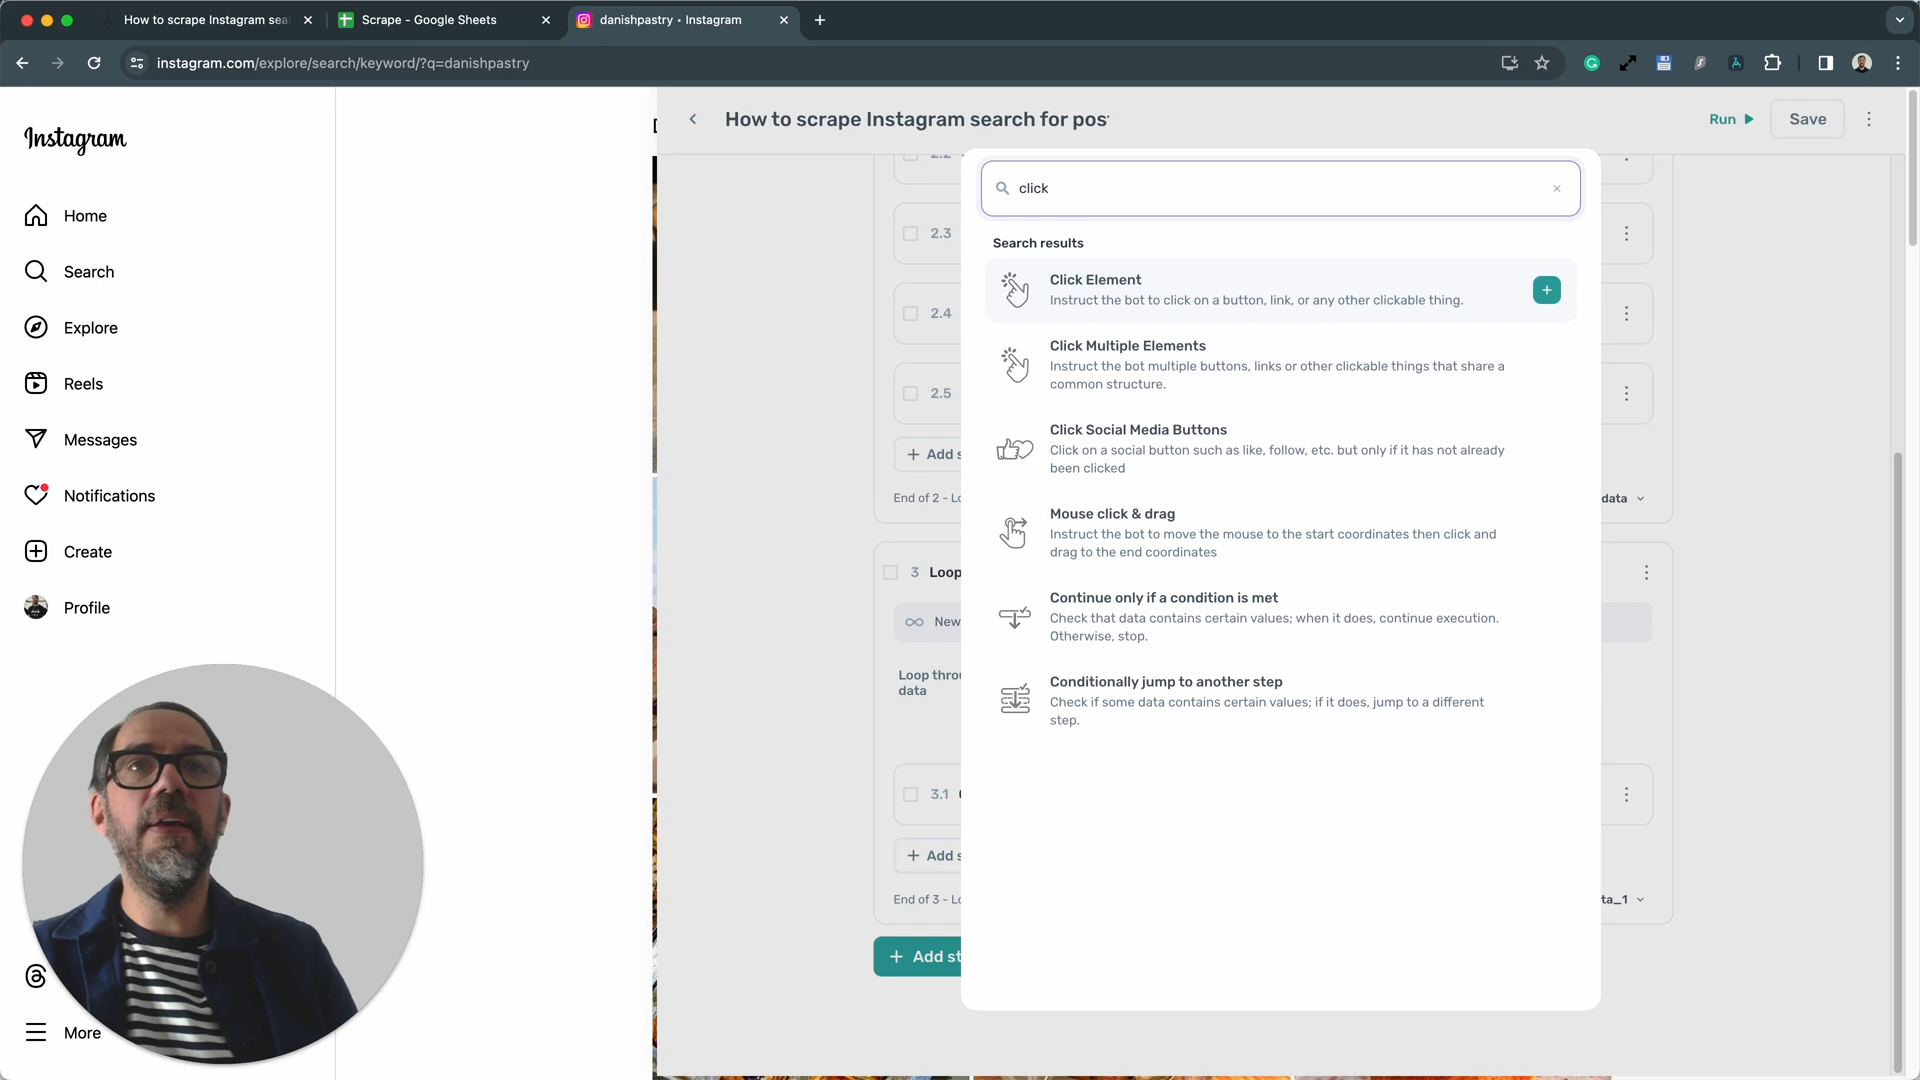 How to scrape Instagram sea
Scrape - Google Sheets
danishpastry • Instagram
instagram.com/explore/search/keyword/?q=danishpastry
Instagram
Home
Search
Explore
Reels
Messages
Notifications
Create
Profile
More
How to scrape Instagram search for pos
Run
Save
click
Search results
Click Element
Instruct the bot to click on a button, link, or any other clickable thing.
Click Multiple Elements
Instruct the bot multiple buttons, links or other clickable things that share a
common structure.
Click Social Media Buttons
Click on a social button such as like, follow, etc. but only if it has not already
been clicked
Mouse click & drag
Instruct the bot to move the mouse to the start coordinates then click and
drag to the end coordinates
Continue only if a condition is met
Check that data contains certain values; when it does, continue execution.
Otherwise, stop.
Conditionally jump to another step
Check if some data contains certain values; if it does, jump to a different
step.
2.2
2.3
2.4
2.5
+ Add s
End of 2 - Lo
data
3 Loop
New
Loop throu
data
3.1
+ Add s
End of 3 - Lo
ta_1
+ Add st